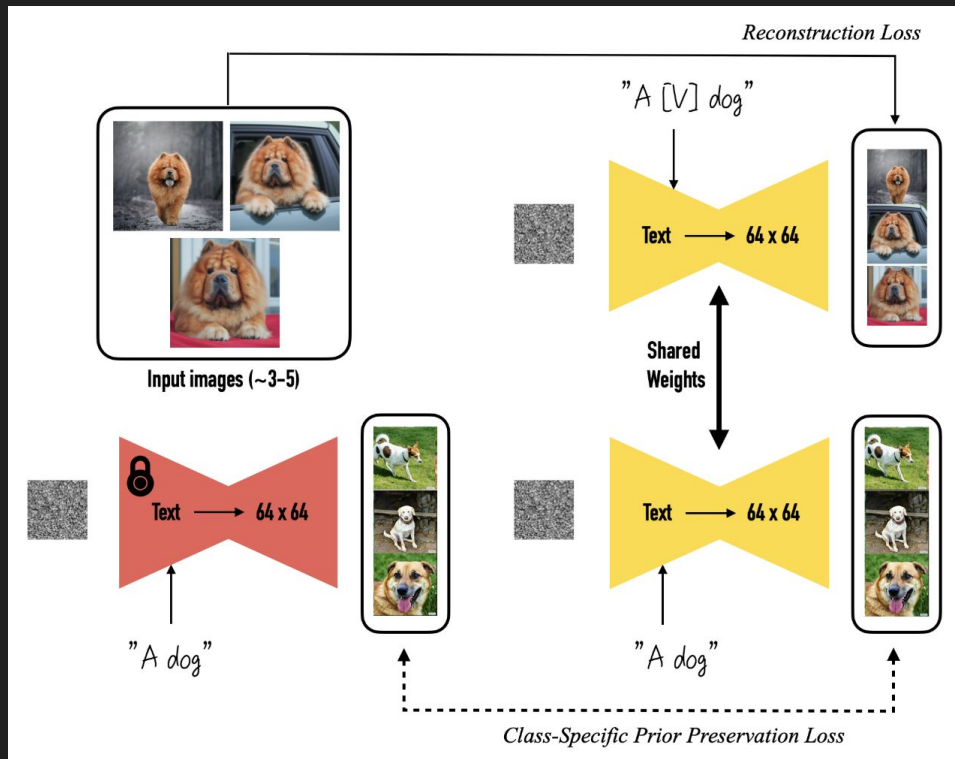 Reconstruction Loss
"A [V] dog"
Text
64 x 64
Input images (~3-5)
Shared
Weights
Text
64 x 64
Text
64 x 64
"A dog"
"A dog"
Class-Specific Prior Preservation Loss